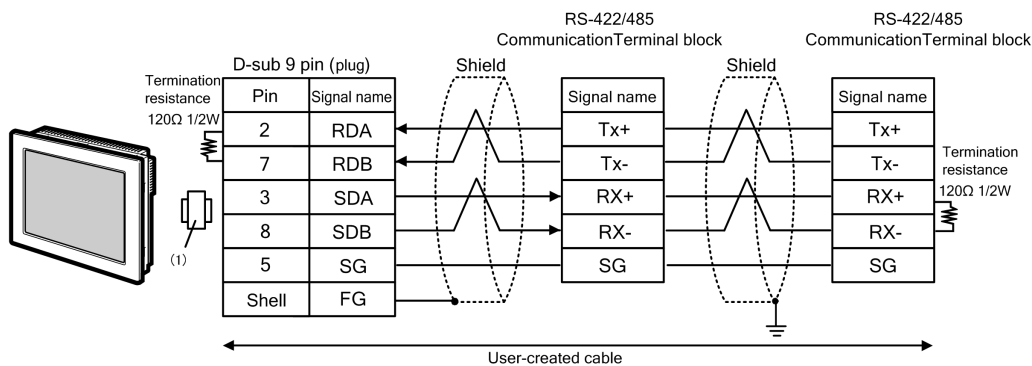 RS-422/485
CommunicationTerminal block
RS-422/485
CommunicationTerminal block
D-sub 9 pin (plug)
Shield
Shield
Termination
resistance
120Ω 1/2W
Pin Signal name
2 RDA
7 RDB
3 SDA
8 SDB
5 SG
Shell FG
(1)
Signal name
Tx+
Tx-
RX+
RX-
SG
Signal name
Tx+
Tx-
RX+
RX-
SG
Termination
resistance
120Ω 1/2W
User-created cable